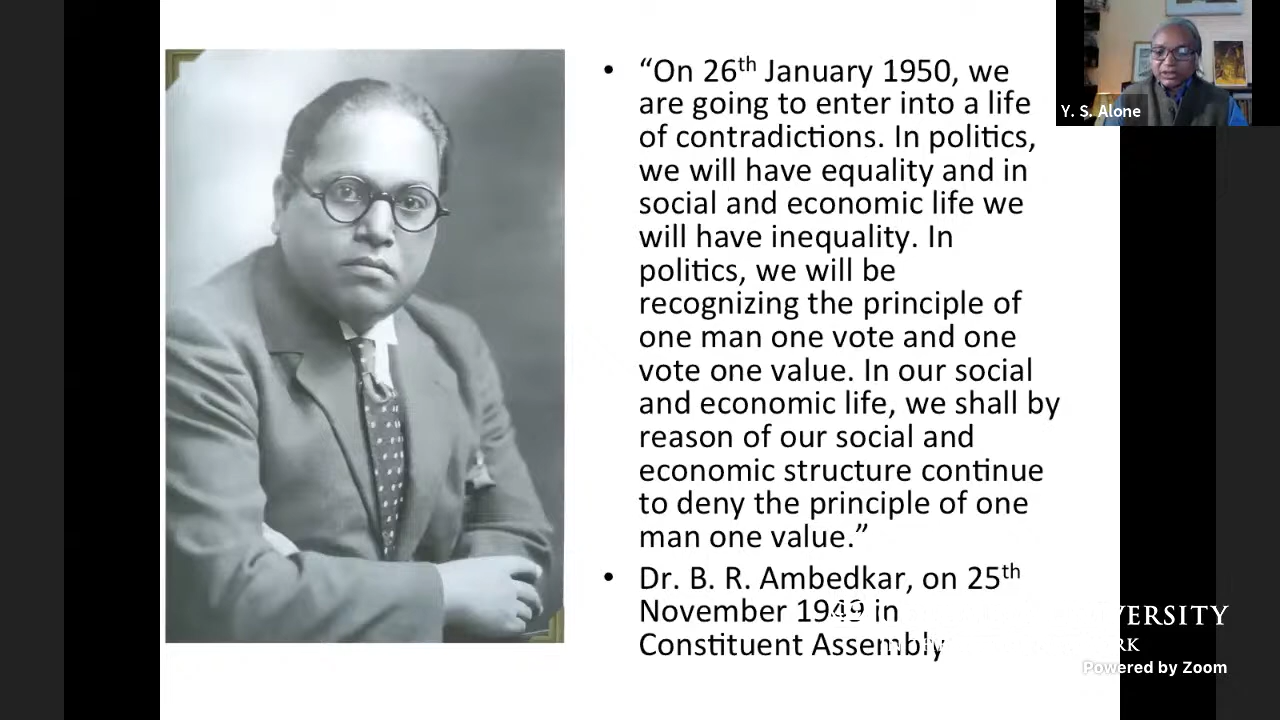 • “On 26th January 1950, we
are going to enter into a life
of contradictions. In politics,
we will have equality and in
social and economic life we
will have inequality. In
politics, we will be
recognizing the principle of
one man one vote and one
vote one value. In our social
and economic life, we shall by
reason of our social and
economic structure continue
to deny the principle of one
man one value.”
• Dr. B. R. Ambedkar, on 25th
November 1949 in
Constituent Assembly
Y. S. Alone
VERSITY
RK
Powered by Zoom